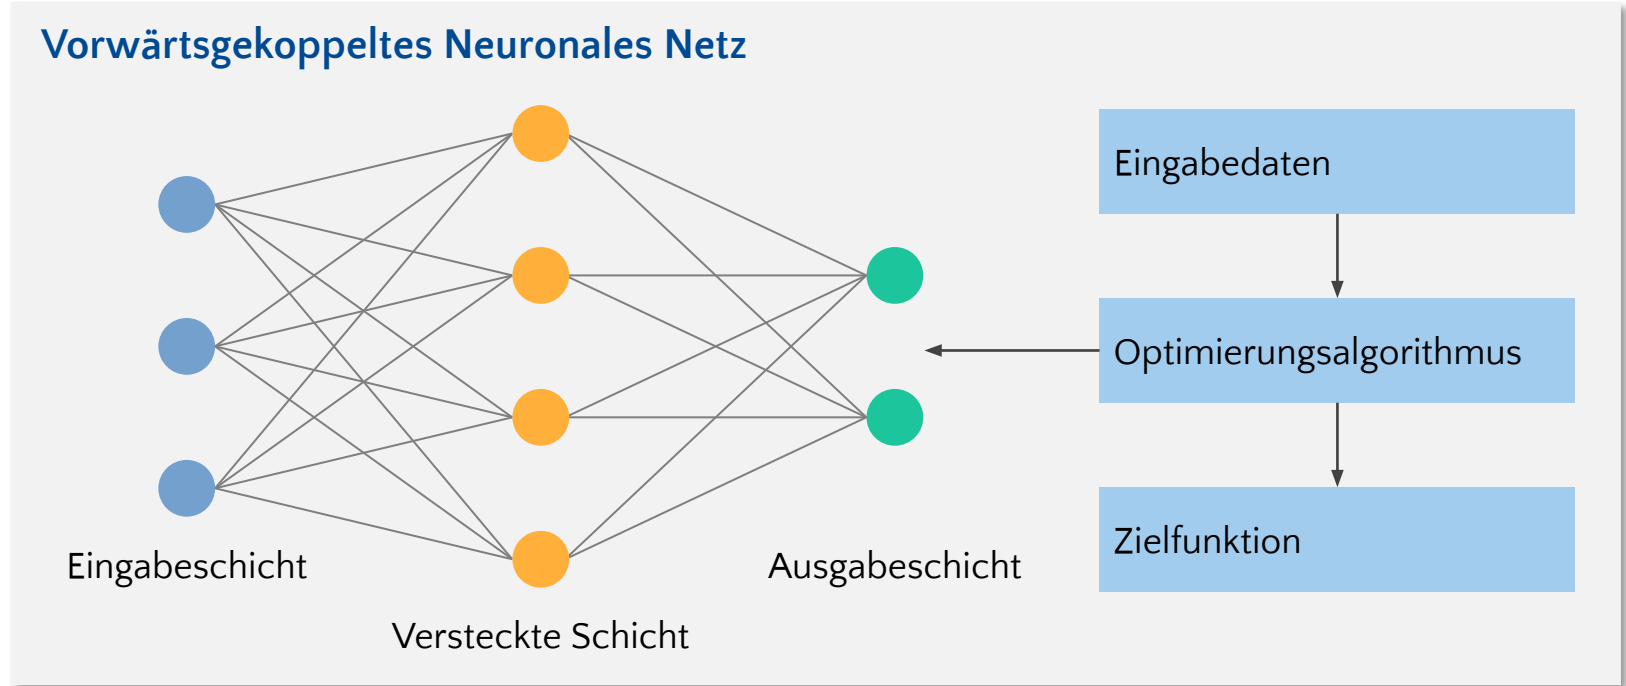 Vorwärtsgekoppeltes Neuronales Netz
Eingabeschicht
Versteckte Schicht
Ausgabeschicht
Eingabedaten
Optimierungsalgorithmus
Zielfunktion